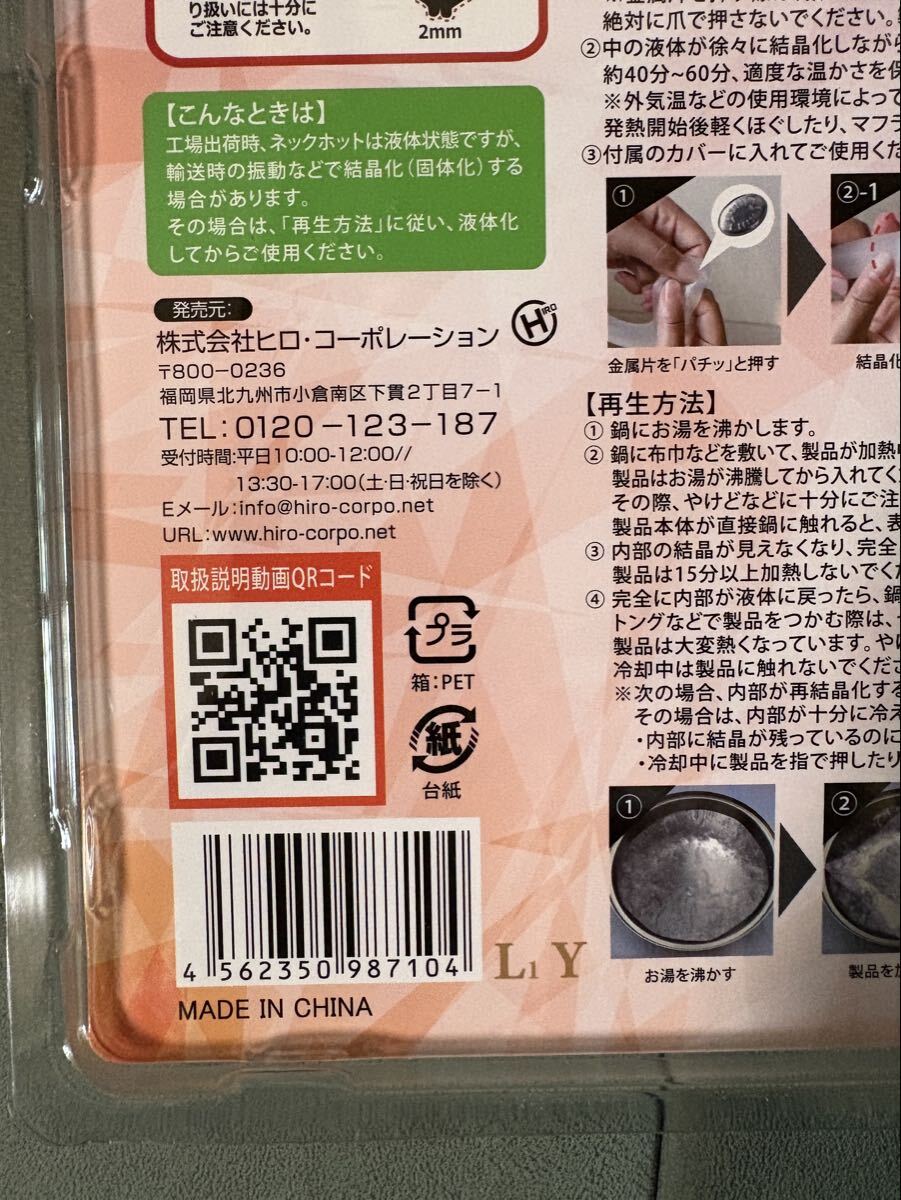 り扱いには十分に
ご注意ください。
2mm
【こんなときは】
工場出荷時、ネックホットは液体状態ですが、
輸送時の振動などで結晶化(固体化)する
場合があります。
その場合は、「再生方法」に従い、液体化
してからご使用ください。
発売元:
株式会社ヒロ・コーポレーション
HIRO
〒800-0236
福岡県北九州市小倉南区下貫2丁目7-1
TEL:0120-123-187
受付時間:平日10:00-12:00//
13:30-17:00(土・日・祝日を除く)
Eメール:info@hiro-corpo.net
URL:www.hiro-corpo.net
取扱説明動画QRコード
プラ
箱:PET
紙
台紙
4 562350 987104
L1 Y
MADE IN CHINA
絶対に爪で押さないでください。
②中の液体が徐々に結晶化しなが
約40分~60分、適度な温かさを
※外気温などの使用環境によって
発熱開始後軽くほぐしたり、マフ
③付属のカバーに入れてご使用くだ
①
②-1
金属片を「パチッ」と押す
結晶
【再生方法】
① 鍋にお湯を沸かします。
② 鍋に布巾などを敷いて、製品が加熱
製品はお湯が沸騰してから入れてく
その際、やけどなどに十分にご注
製品本体が直接鍋に触れると、
③ 内部の結晶が見えなくなり、完全
製品は15分以上加熱しないでくだ
④ 完全に内部が液体に戻ったら、
トングなどで製品をつかむ際は、
製品は大変熱くなっています。や
冷却中は製品に触れないでくださ
※次の場合、内部が再結晶化する
その場合は、内部が十分に冷え
・内部に結晶が残っているのに
・冷却中に製品を指で押したり
①
②
お湯を沸かす
製品を